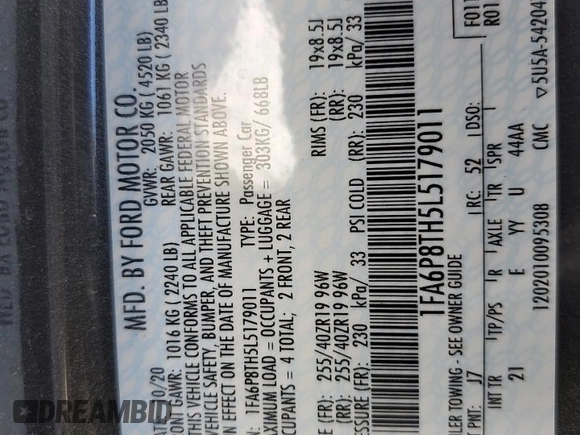 MFD. BY FORD MOTOR CO.
10/20 GVWR: 2050 KG ( 4520 LB)
GAWR: 1016 KG ( 2240 LB) REAR GAWR: 1061 KG ( 2340 LB)
THIS VEHICLE CONFORMS TO ALL APPLICABLE FEDERAL MOTOR
VEHICLE SAFETY, BUMPER, AND THEFT PREVENTION STANDARDS
IN EFFECT ON THE DATE OF MANUFACTURE SHOWN ABOVE.
1FA6P8TH5L5179011 TYPE: Passenger Car
MAXIMUM LOAD = OCCUPANTS + LUGGAGE = 303KG/ 668LB
OCCUPANTS = 4 TOTAL; 2 FRONT, 2 REAR
(FR): 255/40ZR19 96W RIMS (FR): 19x8.5J
(RR): 255/40ZR19 96W (RR): 19x8.5J
PRESSURE (FR): 230 kPa/ 33 PSI COLD (RR): 230 kPa/ 33
1FA6P8TH5L5179011
TOWING - SEE OWNER GUIDE
PNT: J7 RC: 52 DSO: F011
R01
INT TR TP/PS R AXLE TR SPR
21 E YY U 44AA
1202010095308 CMC ▽5U5A-54204
DREAMBID